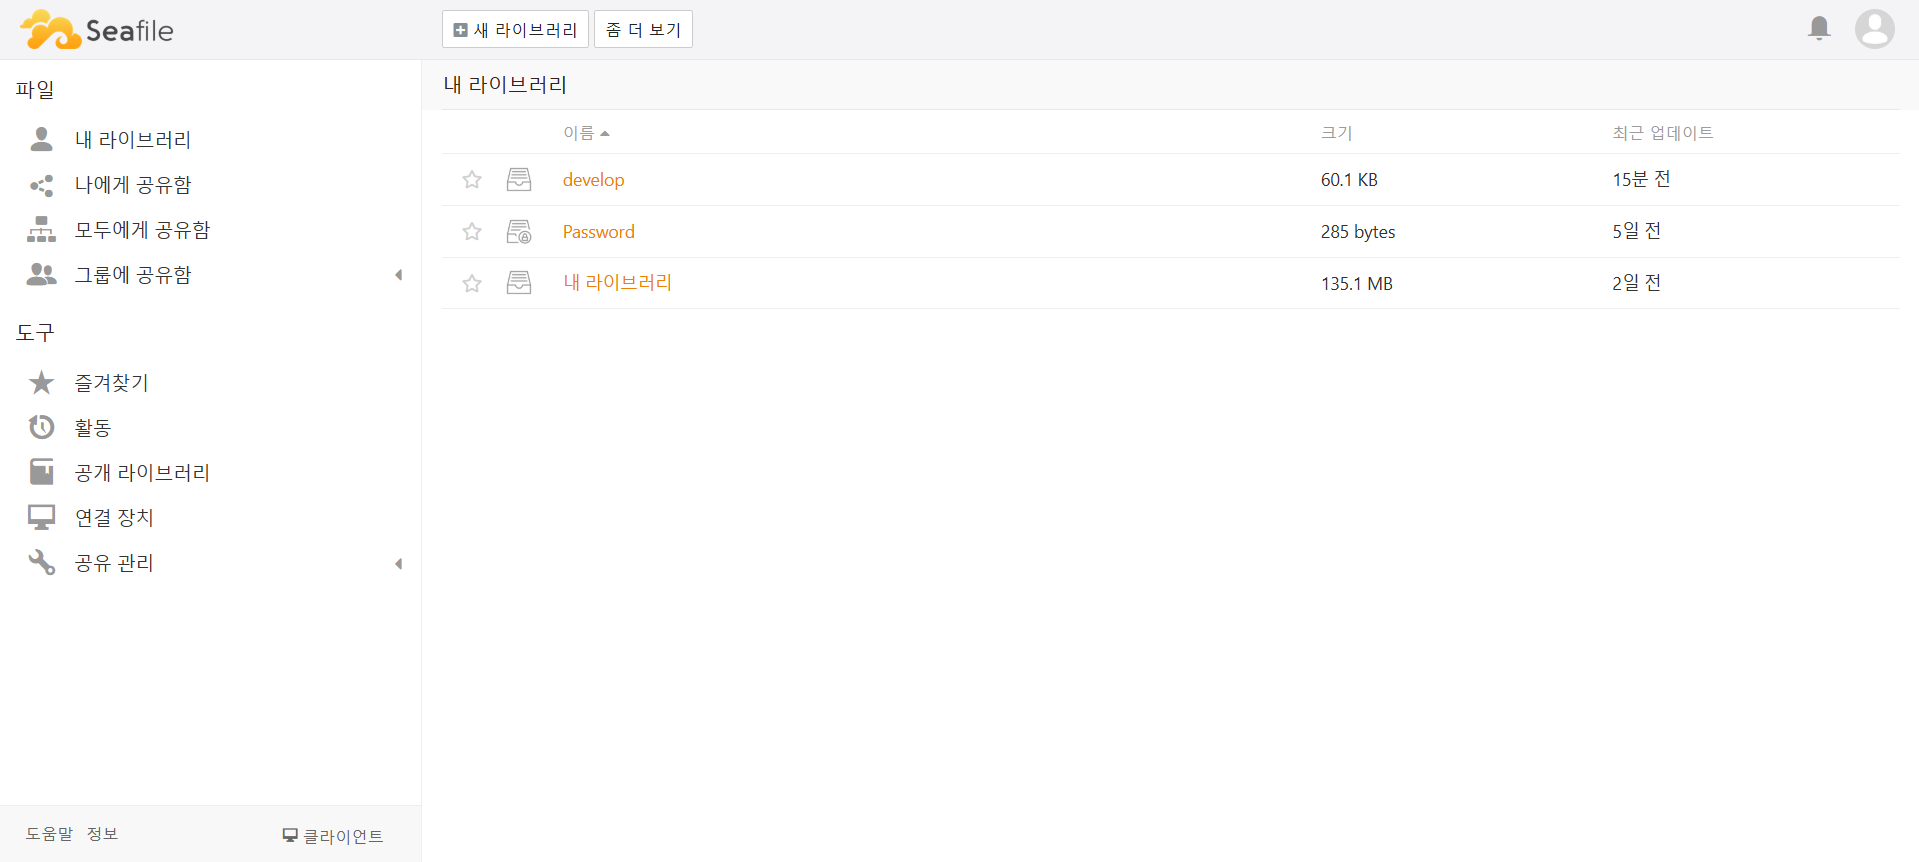 Seafile
새 라이브러리 좀 더 보기
파일
내 라이브러리
나에게 공유함
모두에게 공유함
그룹에 공유함
도구
즐겨찾기
활동
공개 라이브러리
연결 장치
공유 관리
도움말 정보 클라이언트
내 라이브러리
이름 크기 최근 업데이트
develop 60.1 KB 15분 전
Password 285 bytes 5일 전
내 라이브러리 135.1 MB 2일 전